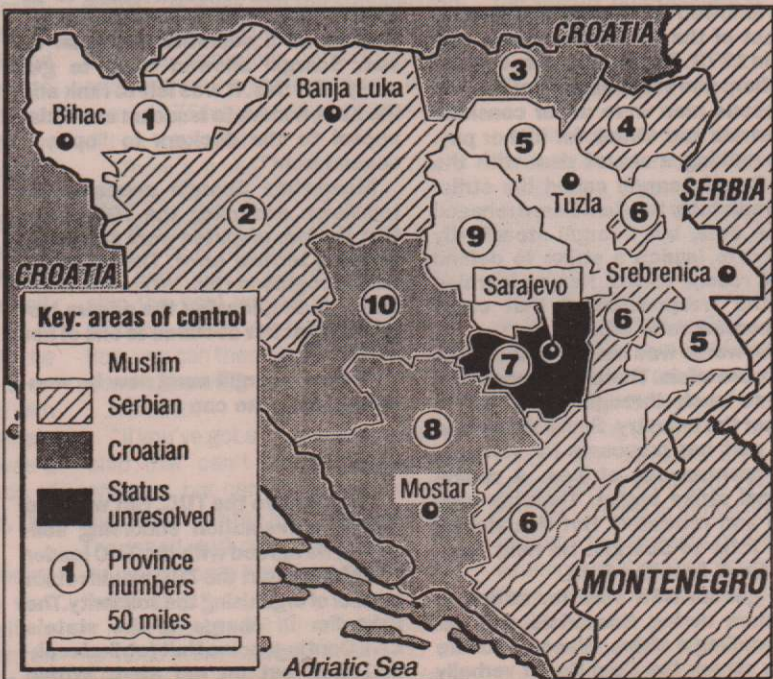 CROATIA
3
Banja Luka
Bihac
1
4
5
Tuzla
SERBIA
2
6
9
Srebrenica
CROATIA
Sarajevo
10
6
5
7
Key: areas of control
Muslim
Serbian
Croatian
Status
unresolved
1 Province
numbers
50 miles
8
Mostar
6
MONTENEGRO
Adriatic Sea